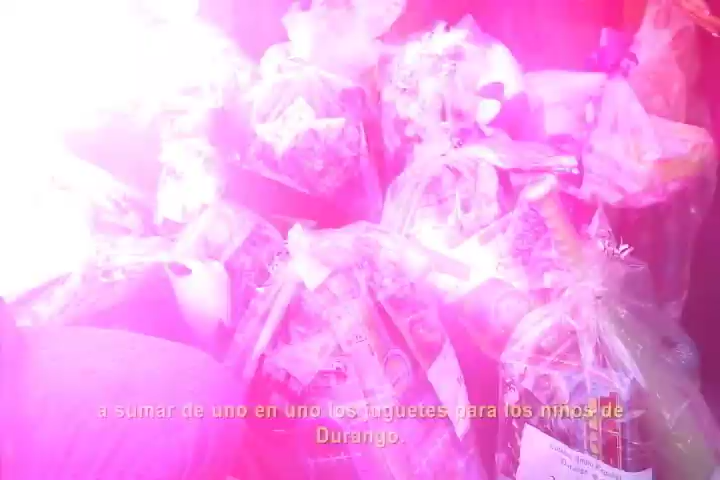 a sumar de uno en uno los juguetes para los niños de
Durango.